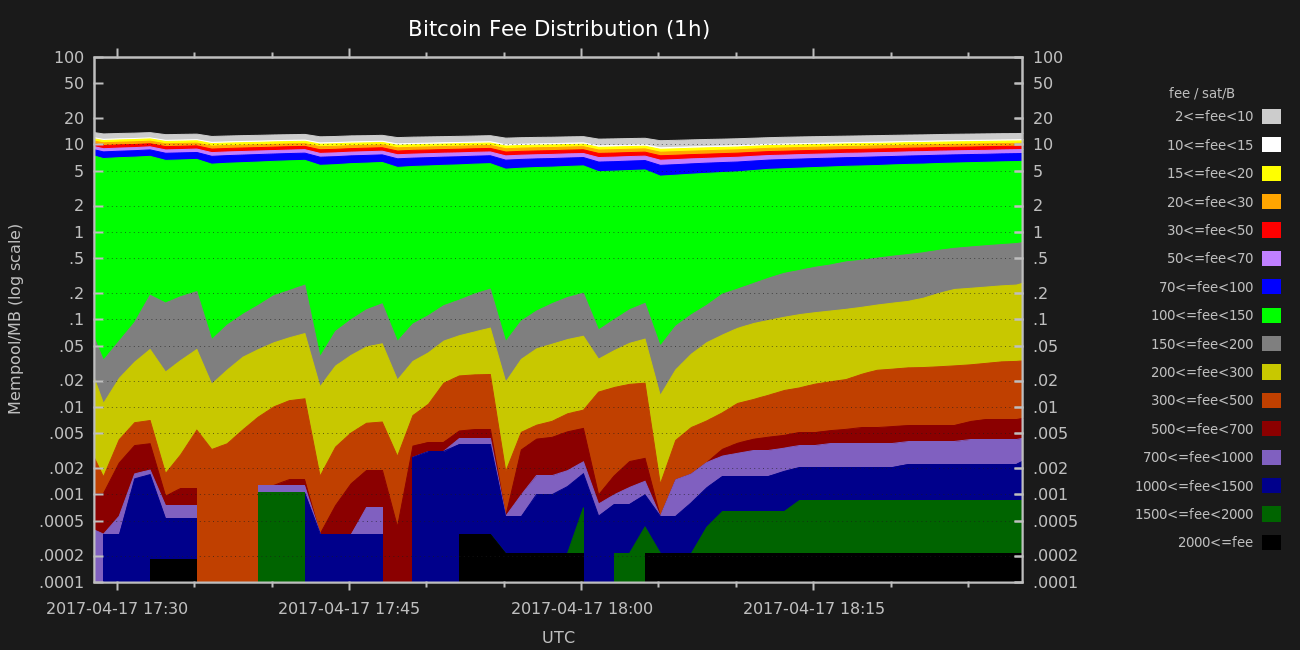 Bitcoin Fee Distribution (1h)
100 100
50 50
20 20
10 10
5 5
2 2
1 1
.5 .5
.2 .2
.1 .1
.05 .05
.02 .02
.01 .01
.005 .005
.002 .002
.001 .001
.0005 .0005
.0002 .0002
.0001 .0001
Mempool/MB (log scale)
2017-04-17 17:30 2017-04-17 17:45 2017-04-17 18:00 2017-04-17 18:15
UTC
fee / sat/B
2<=fee<10
10<=fee<15
15<=fee<20
20<=fee<30
30<=fee<50
50<=fee<70
70<=fee<100
100<=fee<150
150<=fee<200
200<=fee<300
300<=fee<500
500<=fee<700
700<=fee<1000
1000<=fee<1500
1500<=fee<2000
2000<=fee